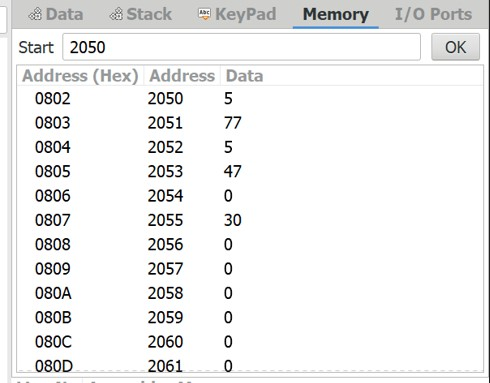 Data Stack KeyPad Memory I/O Ports
Start 2050 OK
Address (Hex) Address Data
0802 2050 5
0803 2051 77
0804 2052 5
0805 2053 47
0806 2054 0
0807 2055 30
0808 2056 0
0809 2057 0
080A 2058 0
080B 2059 0
080C 2060 0
080D 2061 0